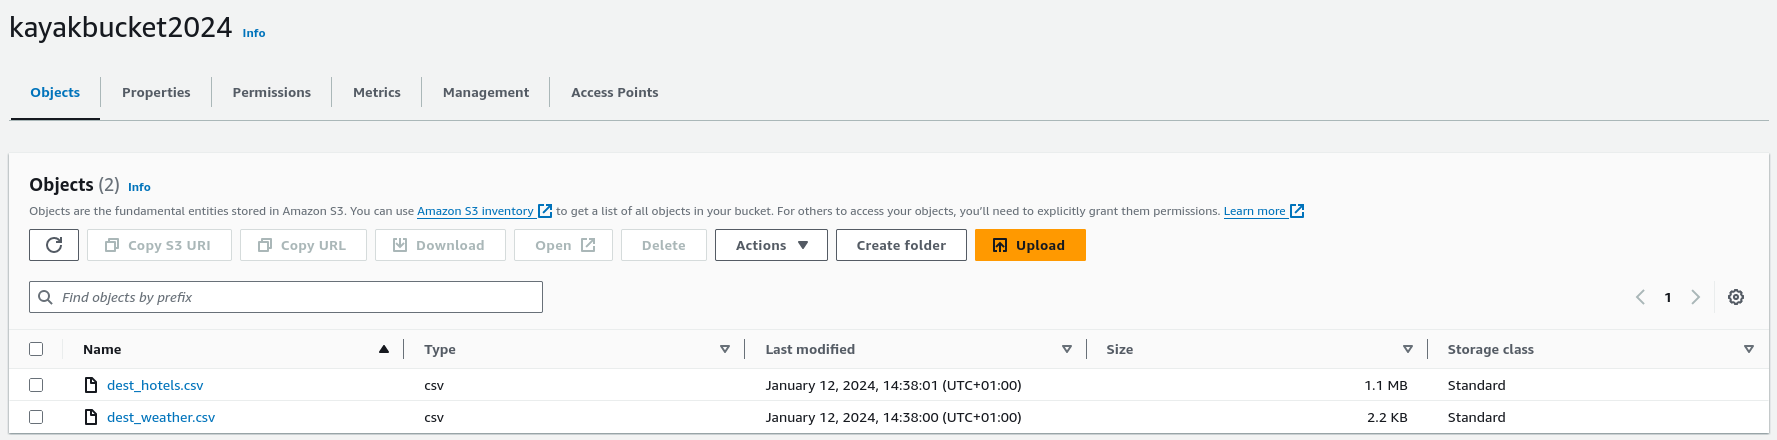 kayakbucket2024 Info
Objects Properties Permissions Metrics Management Access Points
Objects (2) Info
Objects are the fundamental entities stored in Amazon S3. You can use Amazon S3 inventory to get a list of all objects in your bucket. For others to access your objects, you'll need to explicitly grant them permissions. Learn more
Copy S3 URI Copy URL Download Open Delete Actions Create folder Upload
Find objects by prefix 1
Name Type Last modified Size Storage class
dest_hotels.csv csv January 12, 2024, 14:38:01 (UTC+01:00) 1.1 MB Standard
dest_weather.csv csv January 12, 2024, 14:38:00 (UTC+01:00) 2.2 KB Standard